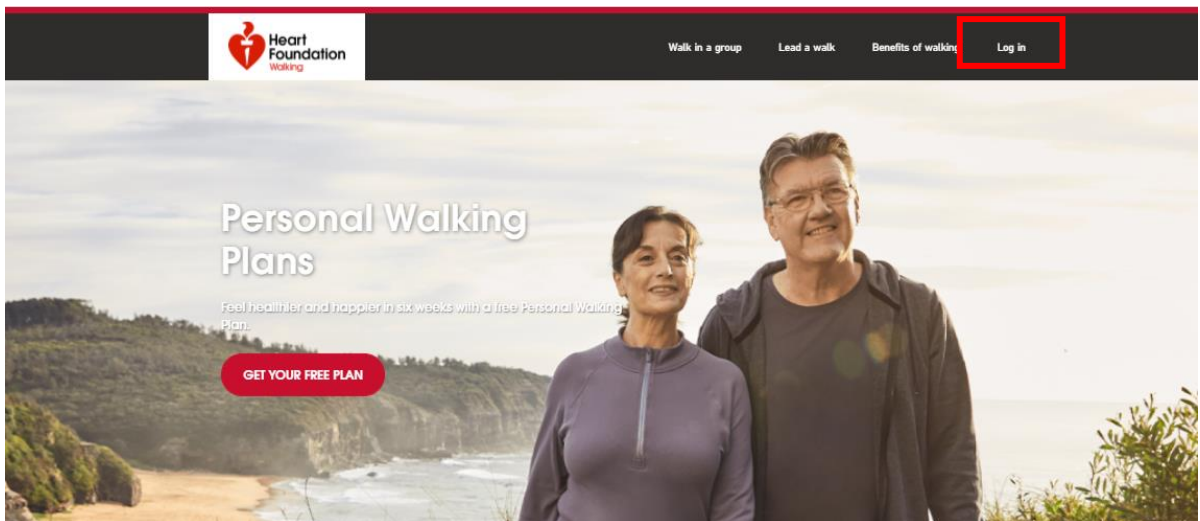 Heart
Foundation
Walking
Walk in a group Lead a walk Benefits of walking Log in
Personal Walking
Plans
Feel healthier and happier in six weeks with a free Personal Walking
Plan.
GET YOUR FREE PLAN